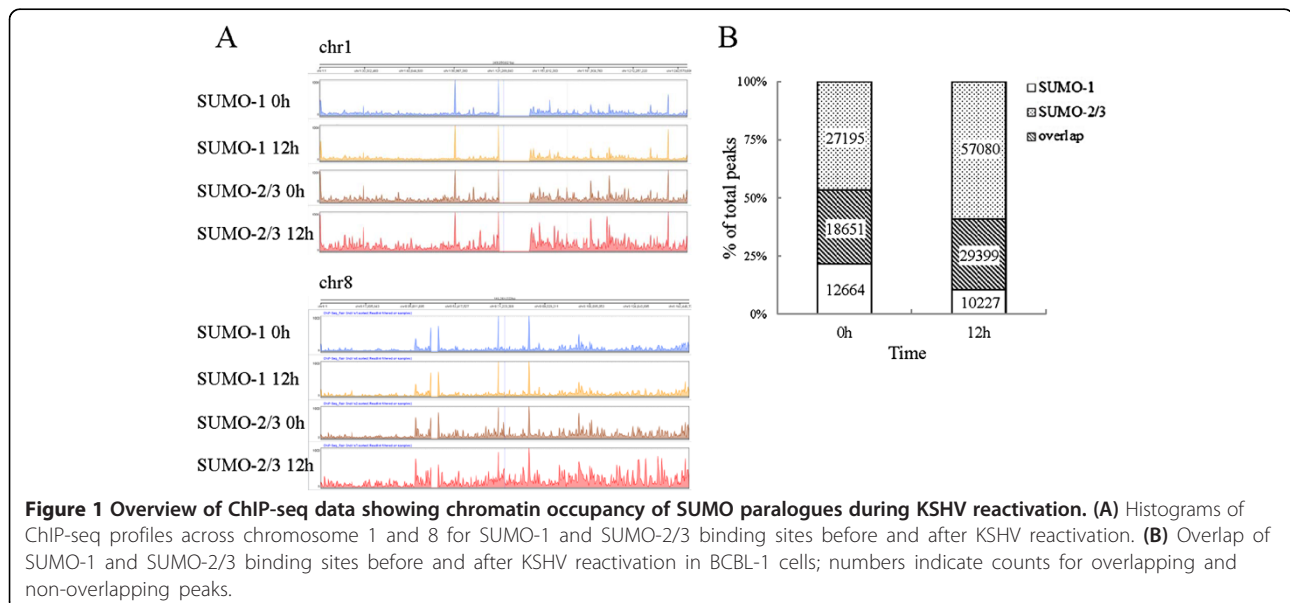 A
chr1
SUMO-1 0h
SUMO-1 12h
SUMO-2/3 0h
SUMO-2/3 12h
chr8
SUMO-1 0h
SUMO-1 12h
SUMO-2/3 0h
SUMO-2/3 12h
B
% of total peaks
100%
75%
50%
25%
0%
27195
18651
12664
57080
29399
10227
0h
12h
Time
SUMO-1
SUMO-2/3
overlap
Figure 1 Overview of ChIP-seq data showing chromatin occupancy of SUMO paralogues during KSHV reactivation. (A) Histograms of
ChIP-seq profiles across chromosome 1 and 8 for SUMO-1 and SUMO-2/3 binding sites before and after KSHV reactivation. (B) Overlap of
SUMO-1 and SUMO-2/3 binding sites before and after KSHV reactivation in BCBL-1 cells; numbers indicate counts for overlapping and
non-overlapping peaks.